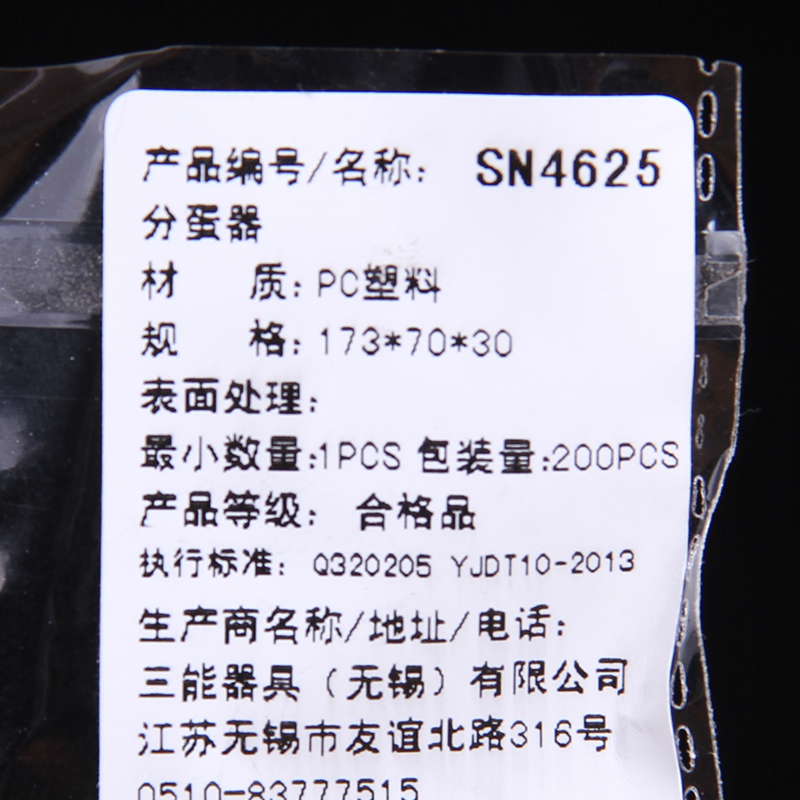 产品编号/名称： SN4625
分蛋器
材 质：PC塑料
规 格：173*70*30
表面处理：
最小数量:1PCS 包装量:200PCS
产品等级： 合格品
执行标准： Q320205 YJDT10-2013
生产商名称/地址/电话：
三能器具（无锡）有限公司
江苏无锡市友谊北路316号
0510-83777515